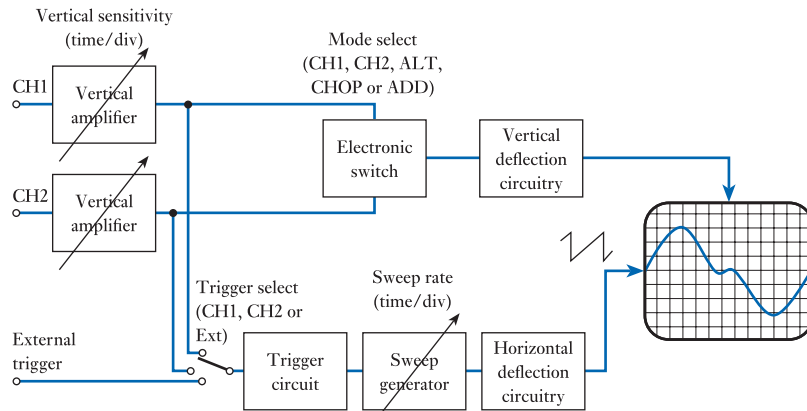 Vertical sensitivity
(time/div)
Mode select
(CH1, CH2, ALT,
CHOP or ADD)
CH1
Vertical
amplifier
Electronic
switch
Vertical
deflection
circuitry
CH2
Vertical
amplifier
Trigger select
(CH1, CH2 or
Ext)
Sweep rate
(time/div)
External
trigger
Trigger
circuit
Sweep
generator
Horizontal
deflection
circuitry